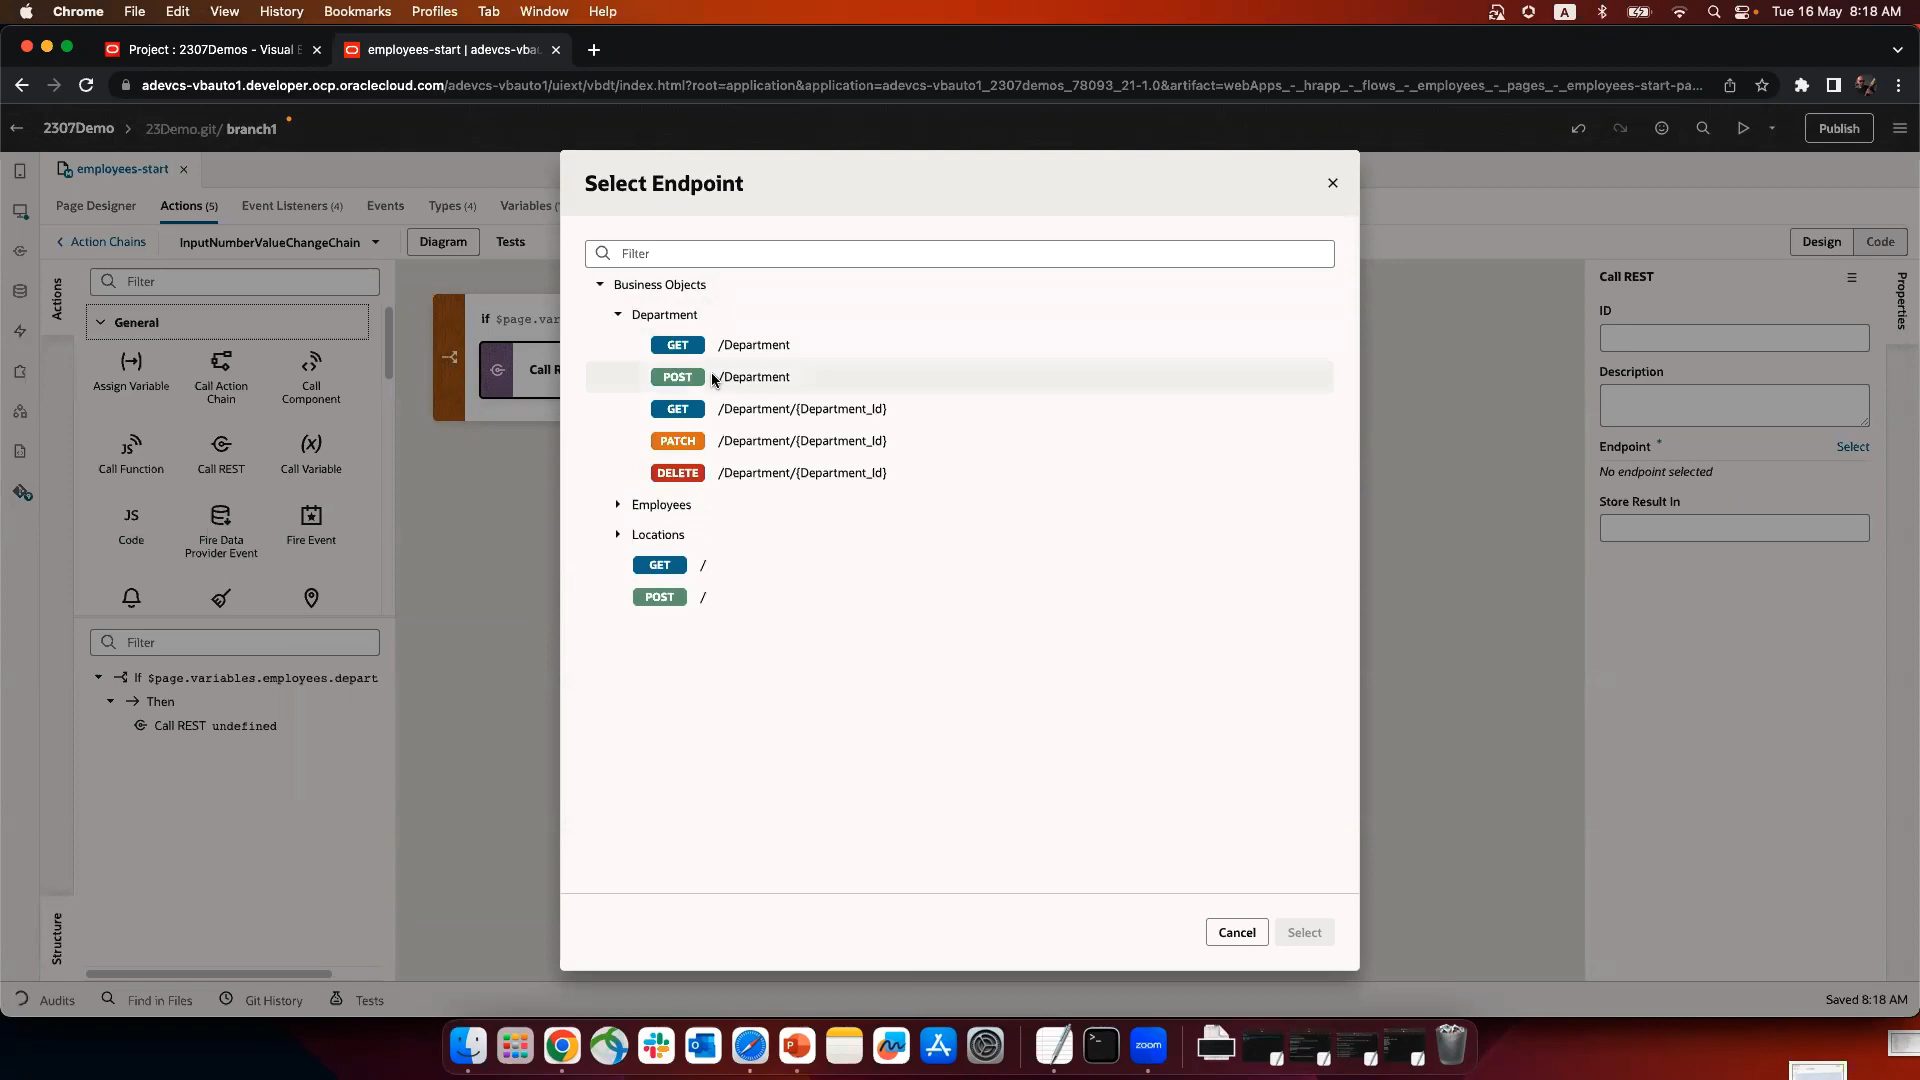 Chrome File Edit View History Bookmarks Profiles Tab Window Help
A
Tue 16 May 8:18 AM
Project : 2307Demos - Visual
employees-start | adevcs-vba
adevcs-vbauto1.developer.ocp.oraclecloud.com/adevcs-vbauto1/uiext/vbdt/index.html?root=application&application=adevcs-vbauto1_2307demos_78093_21-1.0&artifact=webApps_-_hrapp_-_flows_-_employees_-_pages_-_employees-start-pa...
2307Demo > 23Demo.git/ branch1
Publish
employees-start
Page Designer
Actions (5)
Event Listeners (4)
Events
Types (4)
Variables (
Action Chains
InputNumberValueChangeChain
Diagram
Tests
Design
Code
Actions
Filter
General
Assign Variable
Call Action Chain
Call Component
Call Function
Call REST
(x)
Call Variable
JS
Code
Fire Data Provider Event
Fire Event
Filter
If $page.variables.employees.depart
Then
Call REST undefined
Structure
if $page.var
Call R
Select Endpoint
Filter
Business Objects
Department
GET /Department
POST /Department
GET /Department/{Department_Id}
PATCH /Department/{Department_Id}
DELETE /Department/{Department_Id}
Employees
Locations
GET /
POST /
Cancel
Select
Call REST
ID
Description
Endpoint *
Select
No endpoint selected
Store Result In
Properties
Audits
Find in Files
Git History
Tests
Saved 8:18 AM
zoom